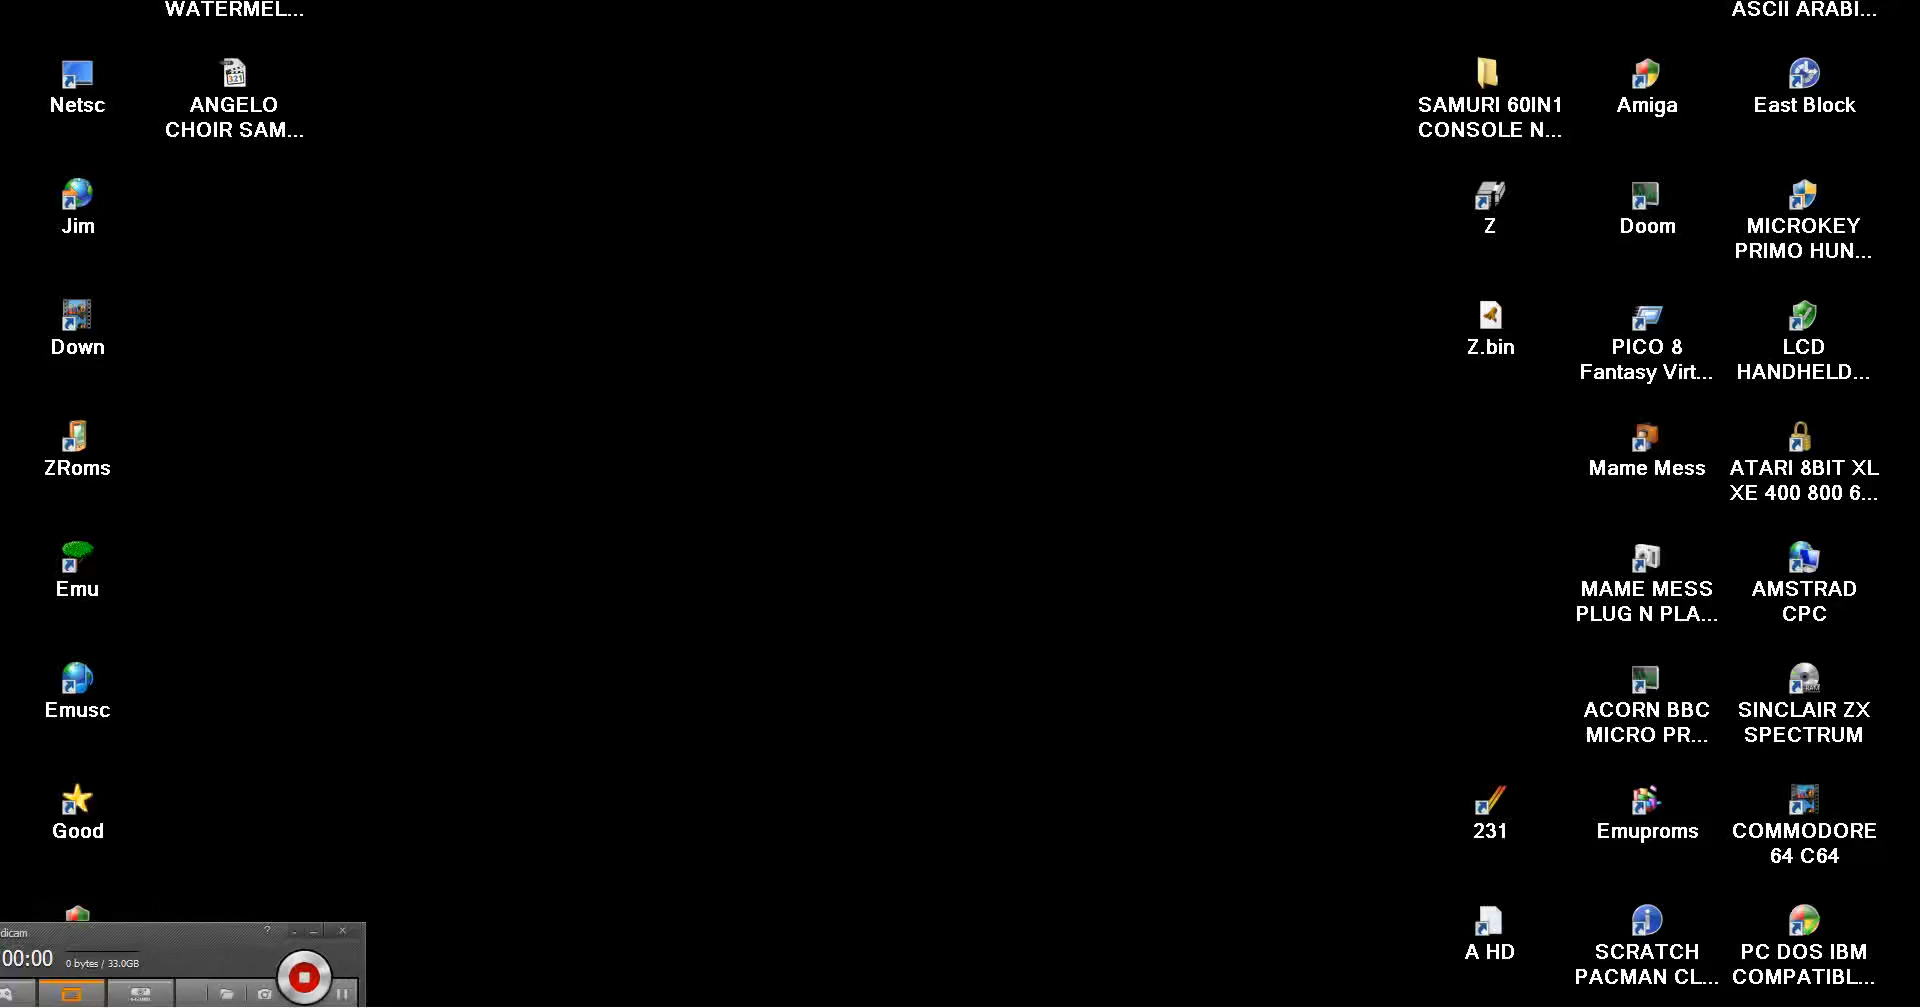 WATERMEL...
ASCII ARABI...
Netsc
ANGELO
CHOIR SAM...
SAMURI 60IN1
CONSOLE N...
Amiga
East Block
Jim
Z
Doom
MICROKEY
PRIMO HUN...
Down
Z.bin
PICO 8
Fantasy Virt...
LCD
HANDHELD...
ZRoms
Mame Mess
ATARI 8BIT XL
XE 400 800 6...
Emu
MAME MESS
PLUG N PLA...
AMSTRAD
CPC
Emusc
ACORN BBC
MICRO PR...
SINCLAIR ZX
SPECTRUM
Good
231
Emuproms
COMMODORE
64 C64
A HD
SCRATCH
PACMAN CL...
PC DOS IBM
COMPATIBL...
dicam
00:00
0 bytes / 33.0GB